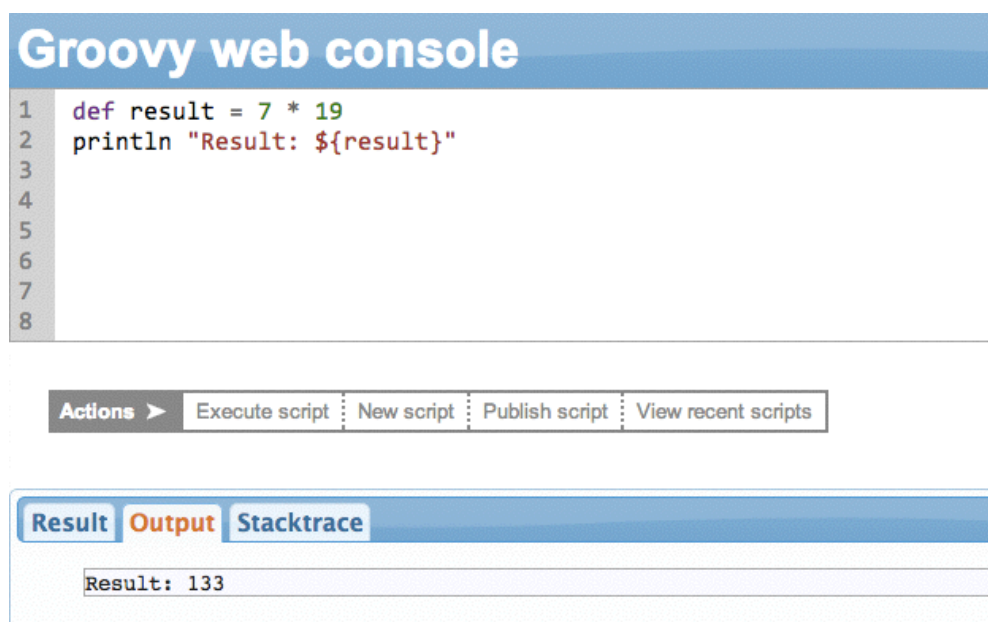 Groovy web console
1 def result = 7 * 19
2 println "Result: ${result}"
3
4
5
6
7
8
Actions ➤ Execute script New script Publish script View recent scripts
Result Output Stacktrace
Result: 133